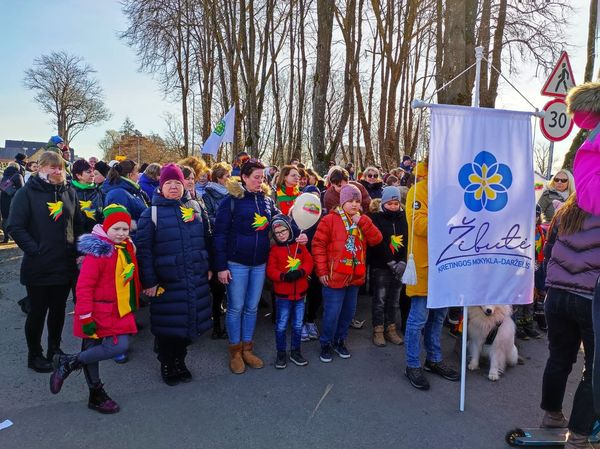 30
Žibutė
KRETINGOS MOKYKLA-DARŽELIS